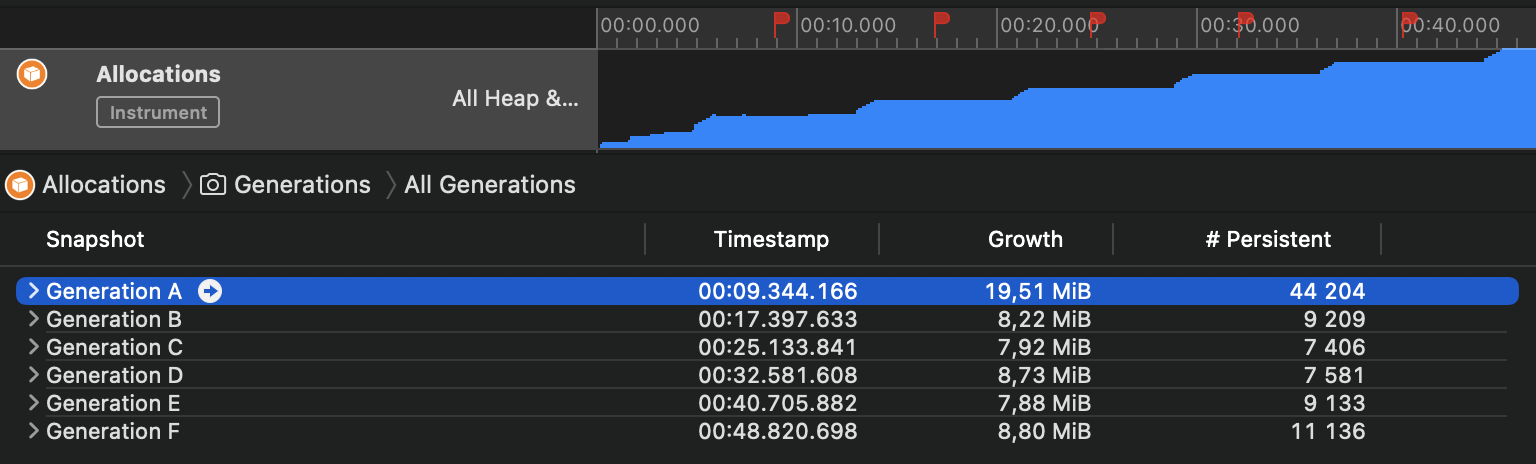 00:00.000 00:10.000 00:20.000 00:30.000 00:40.000
Allocations
Instrument
All Heap &...
Allocations Generations All Generations
Snapshot Timestamp Growth # Persistent
Generation A 00:09.344.166 19,51 MiB 44 204
Generation B 00:17.397.633 8,22 MiB 9 209
Generation C 00:25.133.841 7,92 MiB 7 406
Generation D 00:32.581.608 8,73 MiB 7 581
Generation E 00:40.705.882 7,88 MiB 9 133
Generation F 00:48.820.698 8,80 MiB 11 136